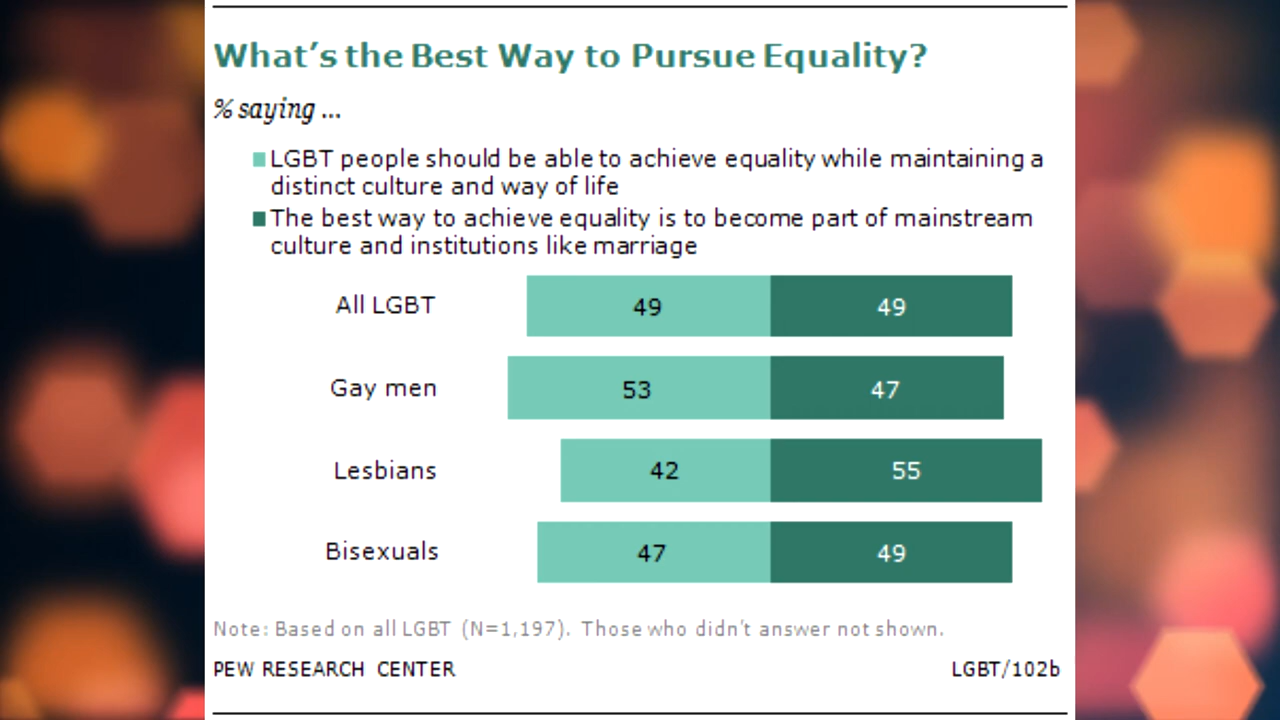 What's the Best Way to Pursue Equality?
% saying ...
LGBT people should be able to achieve equality while maintaining a
distinct culture and way of life
The best way to achieve equality is to become part of mainstream
culture and institutions like marriage
All LGBT 49 49
Gay men 53 47
Lesbians 42 55
Bisexuals 47 49
Note: Based on all LGBT (N=1,197). Those who didn't answer not shown.
PEW RESEARCH CENTER LGBT/102b